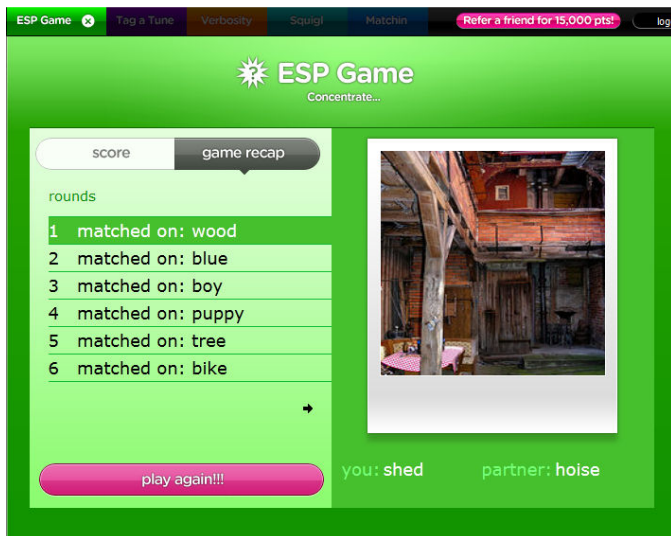 ESP Game Tag a Tune Verbosity Squigl Matchin Refer a friend for 15,000 pts! log
ESP Game
Concentrate...
score game recap
rounds
1 matched on: wood
2 matched on: blue
3 matched on: boy
4 matched on: puppy
5 matched on: tree
6 matched on: bike
play again!!!
you: shed partner: hoise